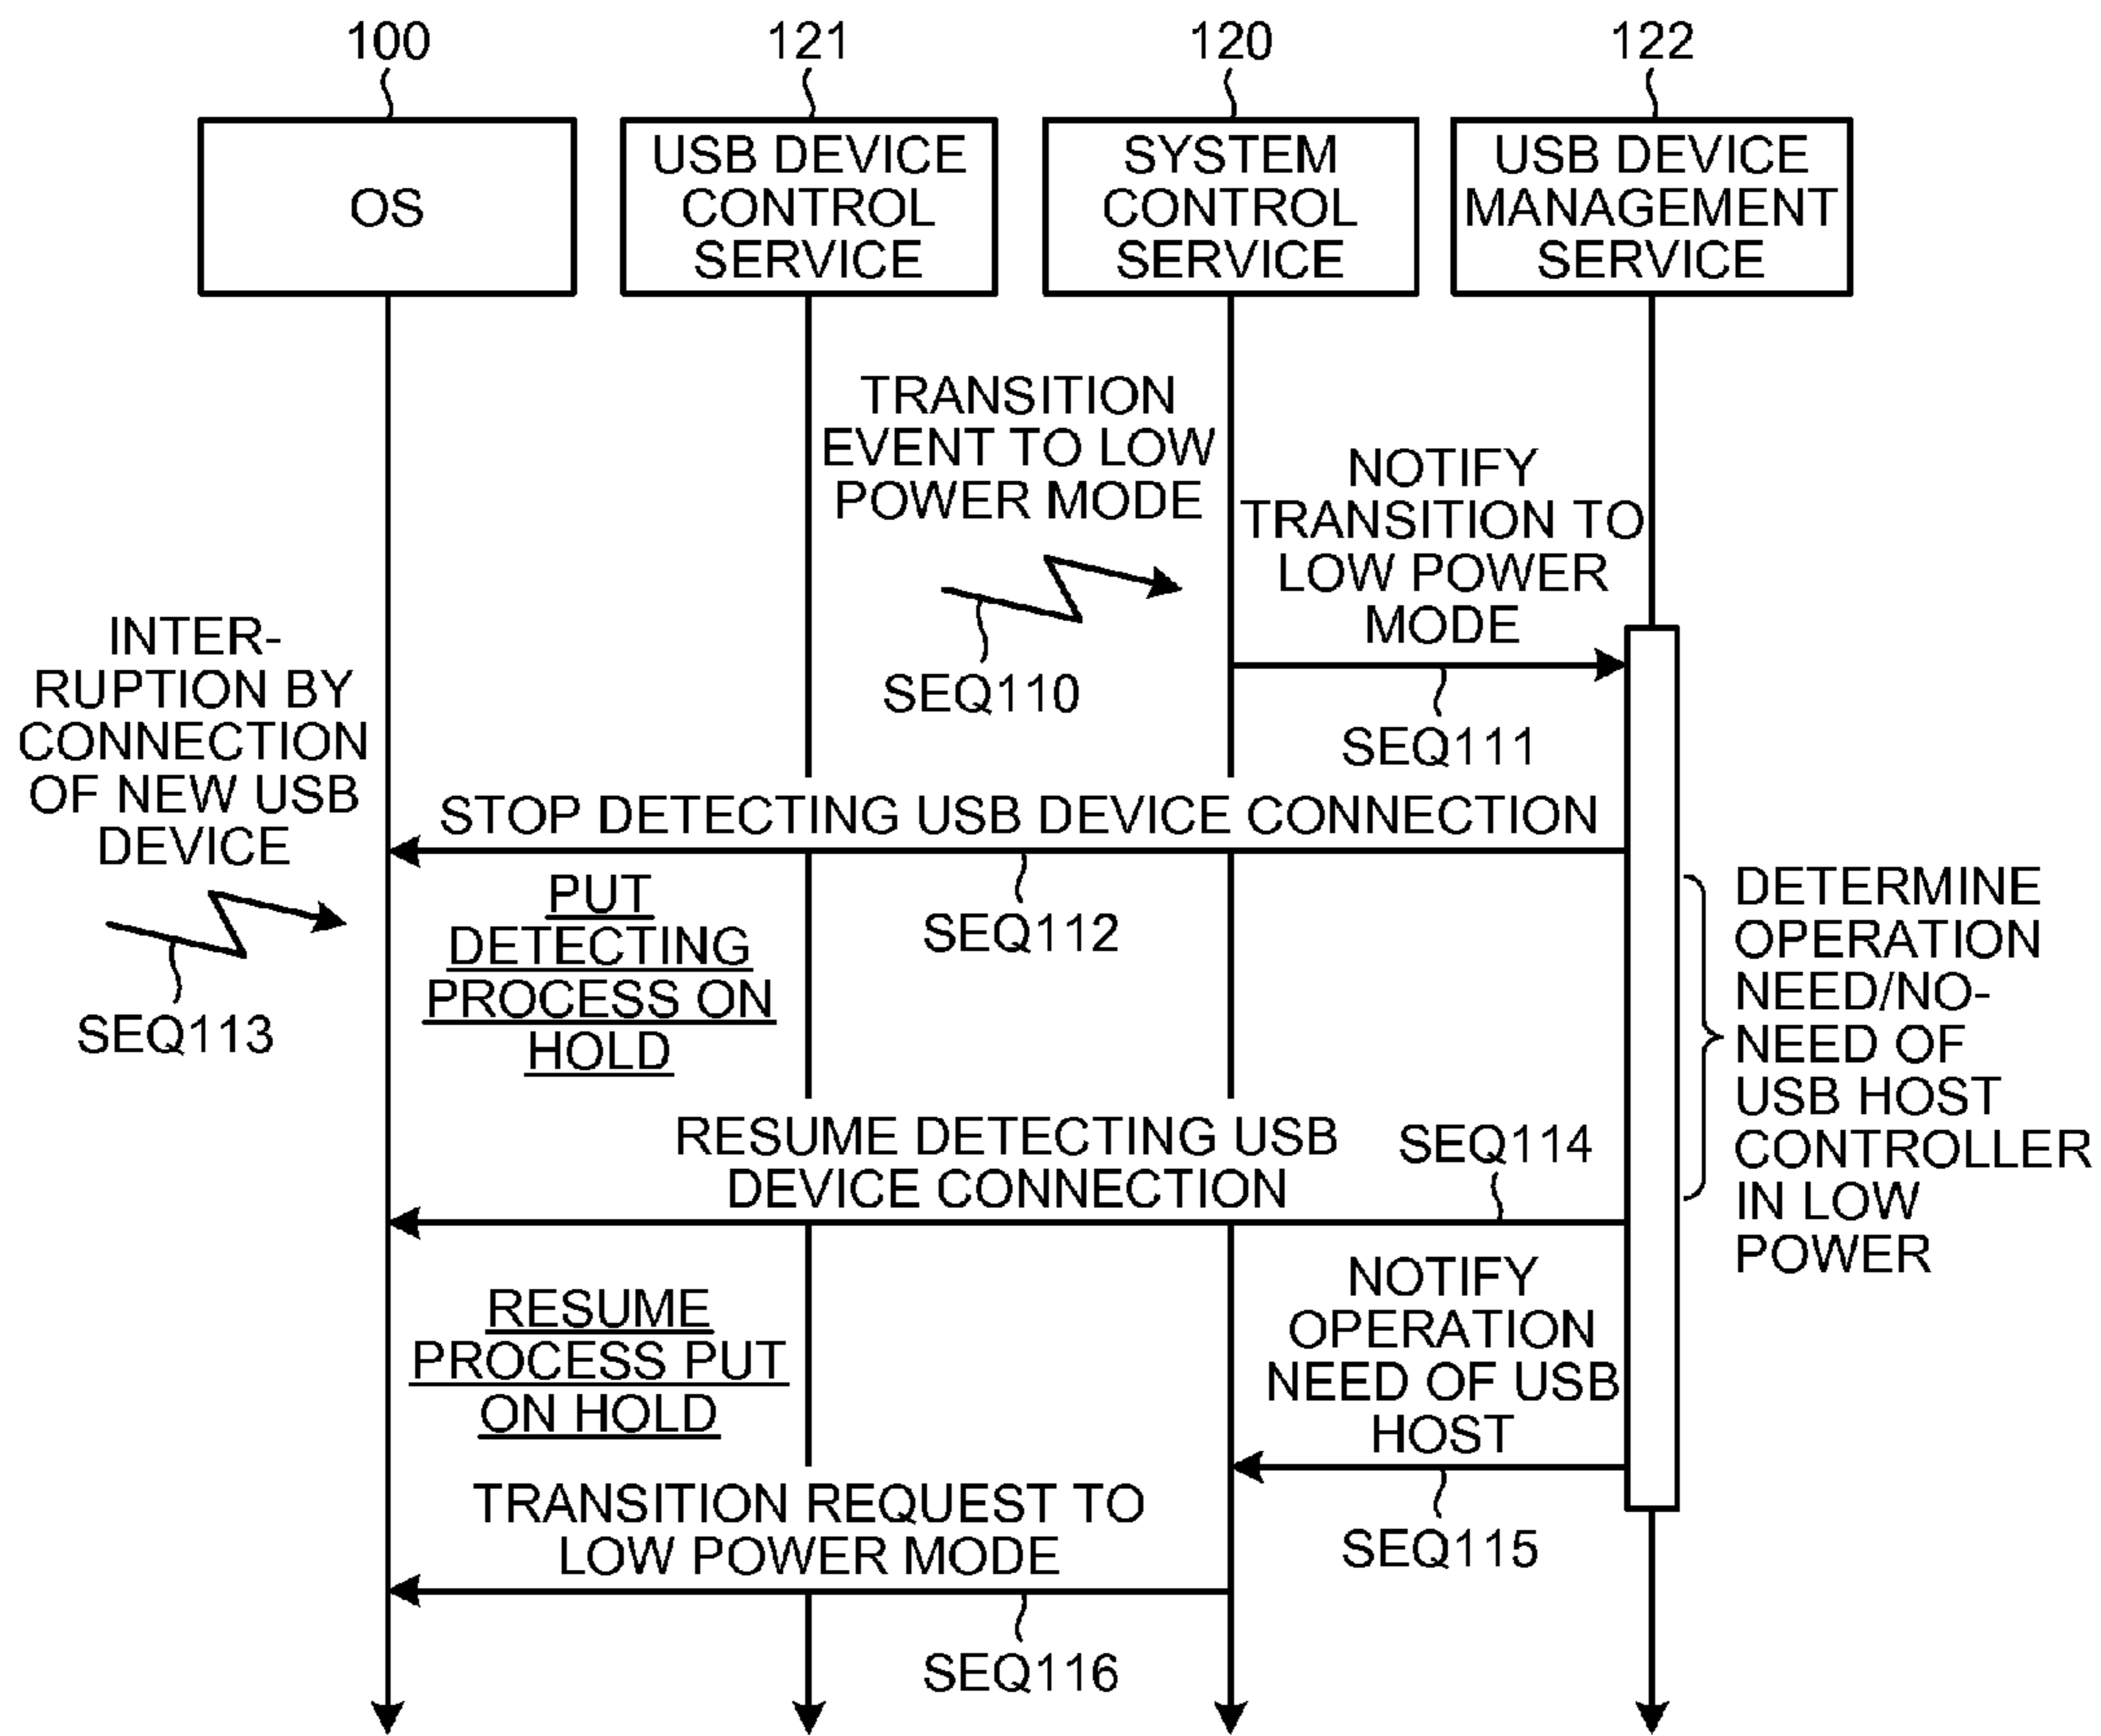 100
121
120
122
OS
USB DEVICE
CONTROL
SERVICE
SYSTEM
CONTROL
SERVICE
USB DEVICE
MANAGEMENT
SERVICE
TRANSITION
EVENT TO LOW
POWER MODE
SEQ110
NOTIFY
TRANSITION TO
LOW POWER
MODE
SEQ111
STOP DETECTING USB DEVICE CONNECTION
SEQ112
INTER-
RUPTION BY
CONNECTION
OF NEW USB
DEVICE
SEQ113
PUT
DETECTING
PROCESS ON
HOLD
DETERMINE
OPERATION
NEED/NO-
NEED OF
USB HOST
CONTROLLER
IN LOW
POWER
RESUME DETECTING USB
DEVICE CONNECTION
SEQ114
RESUME
PROCESS PUT
ON HOLD
NOTIFY
OPERATION
NEED OF USB
HOST
SEQ115
TRANSITION REQUEST TO
LOW POWER MODE
SEQ116